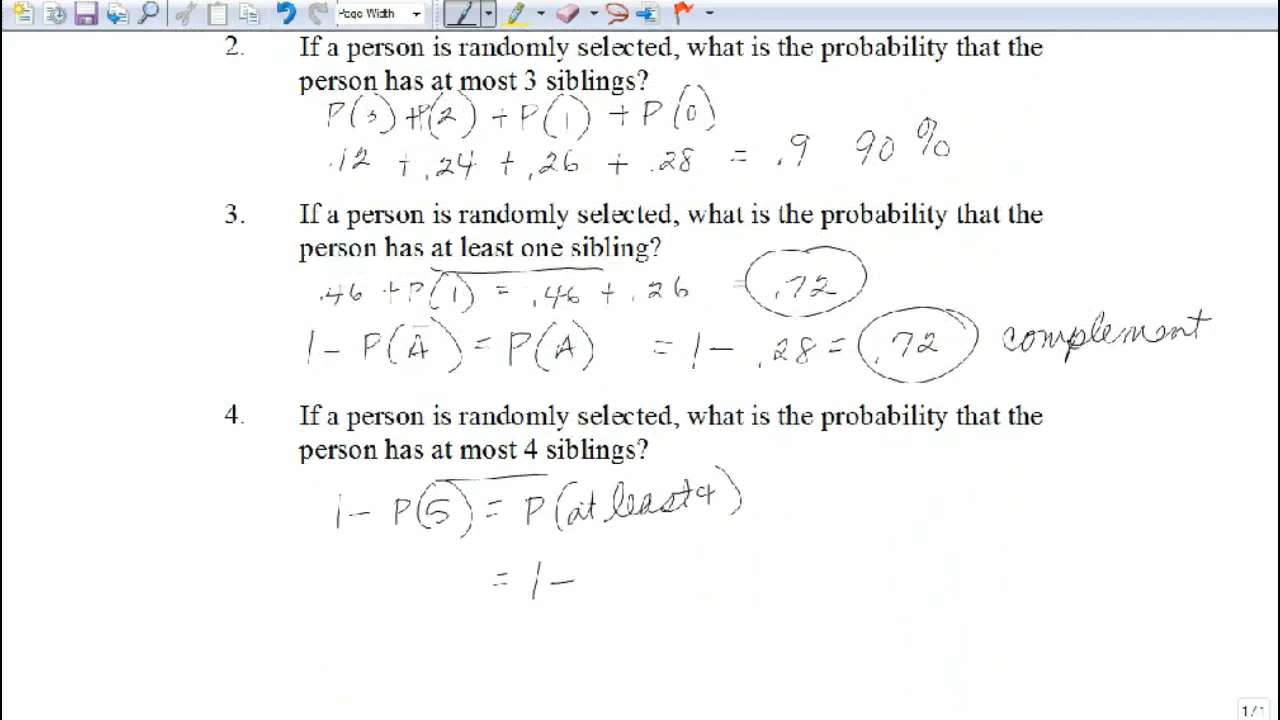 Page Width
2. If a person is randomly selected, what is the probability that the
person has at most 3 siblings?
P(3) + P(2) + P(1) + P(0)
.12 + .24 + .26 + .28 = .9 90%
3. If a person is randomly selected, what is the probability that the
person has at least one sibling?
.46 + P(1) = .46 + .26 = .72
1 - P(Ā) = P(A) = 1 - .28 = .72 complement
4. If a person is randomly selected, what is the probability that the
person has at most 4 siblings?
1 - P(5) = P(at least 4)
= 1 -
1/1